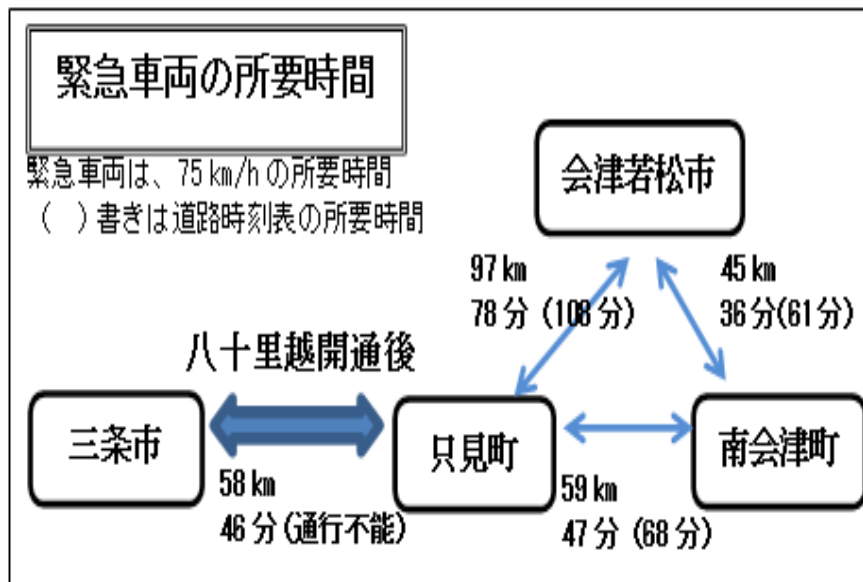 緊急車両の所要時間
緊急車両は、75km/hの所要時間
(　)書きは道路時刻表の所要時間
会津若松市
97km
78分(108分)
45km
36分(61分)
八十里越開通後
三条市
只見町
南会津町
58km
46分(通行不能)
59km
47分(68分)